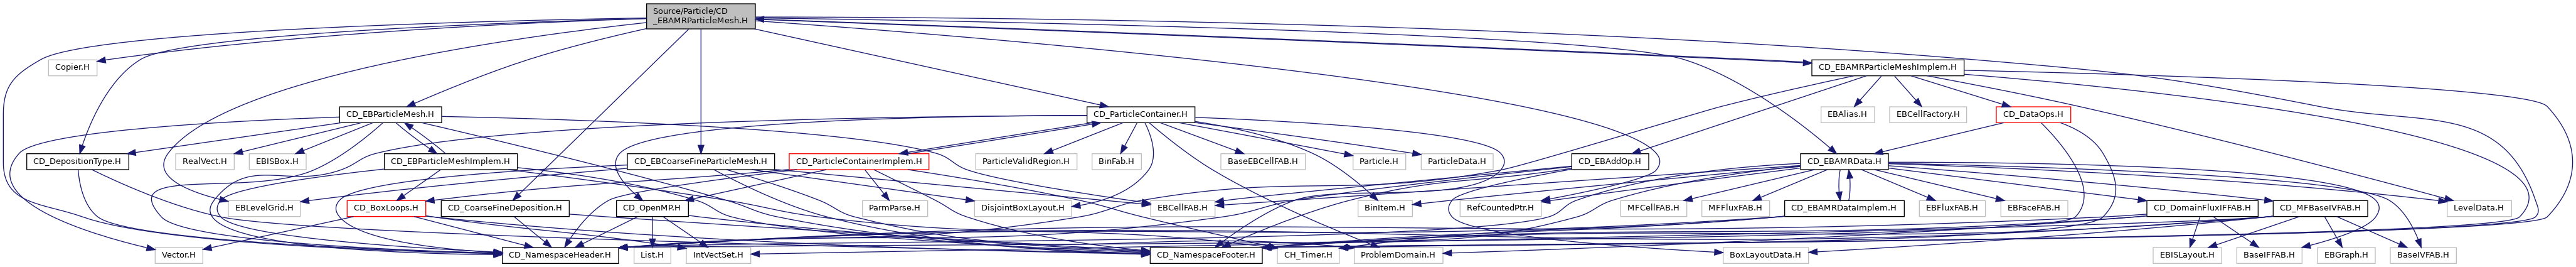 Source/Particle/CD
_EBAMRParticleMesh.H
Copier.H
CD_EBAMRParticleMeshImplem.H
CD_EBParticleMesh.H
CD_ParticleContainer.H
EBAlias.H
EBCellFactory.H
CD_DataOps.H
CD_DepositionType.H
RealVect.H
EBISBox.H
CD_EBParticleMeshImplem.H
CD_EBCoarseFineParticleMesh.H
CD_ParticleContainerImplem.H
ParticleValidRegion.H
BinFab.H
BaseEBCellFAB.H
Particle.H
ParticleData.H
CD_EBAddOp.H
CD_EBAMRData.H
EBLevelGrid.H
CD_BoxLoops.H
CD_CoarseFineDeposition.H
CD_OpenMP.H
ParmParse.H
DisjointBoxLayout.H
EBCellFAB.H
BinItem.H
RefCountedPtr.H
MFCellFAB.H
MFFluxFAB.H
CD_EBAMRDataImplem.H
EBFluxFAB.H
EBFaceFAB.H
CD_DomainFluxIFFAB.H
CD_MFBaseIVFAB.H
LevelData.H
Vector.H
CD_NamespaceHeader.H
List.H
IntVectSet.H
CD_NamespaceFooter.H
CH_Timer.H
ProblemDomain.H
BoxLayoutData.H
EBISLayout.H
BaseIFFAB.H
EBGraph.H
BaseIVFAB.H